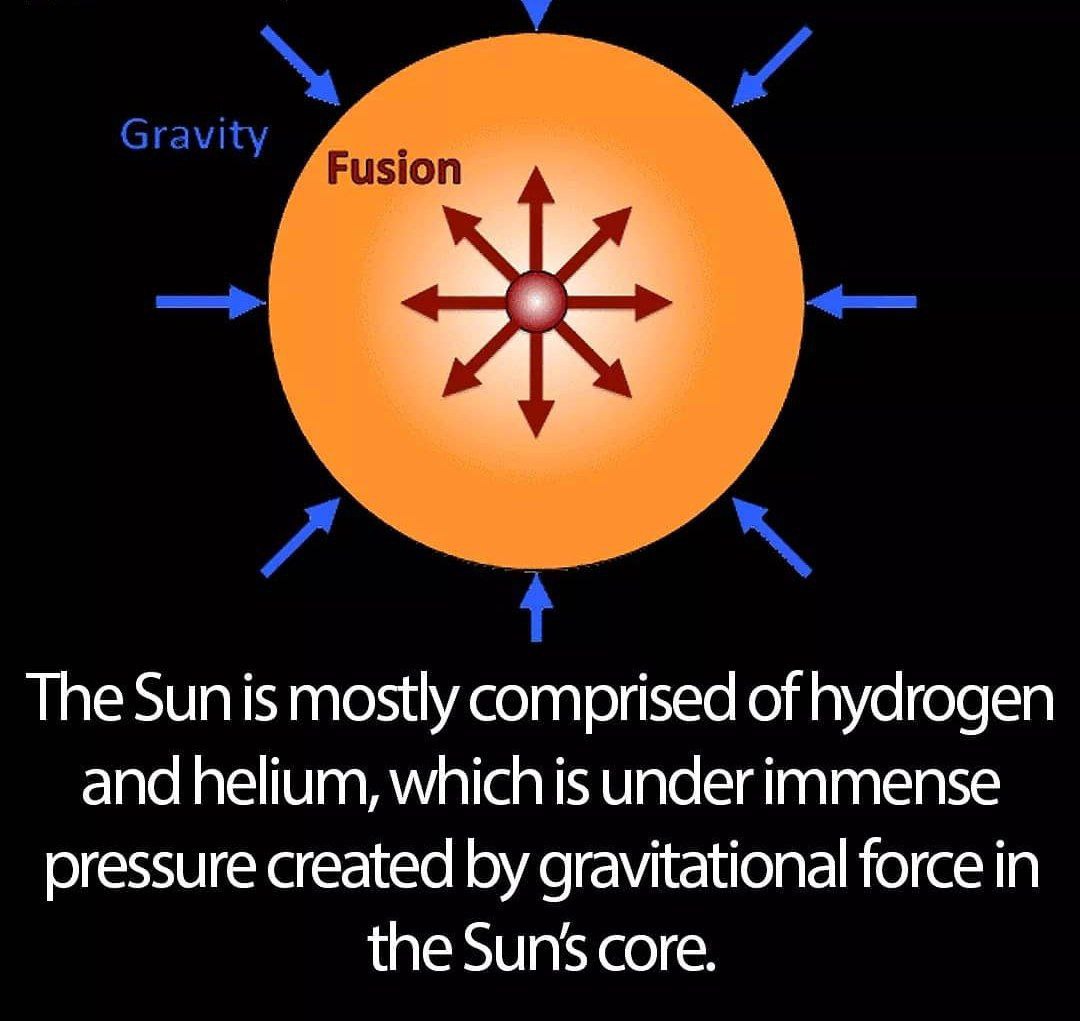 Gravity
Fusion
The Sun is mostly comprised of hydrogen
and helium, which is under immense
pressure created by gravitational force in
the Sun’s core.